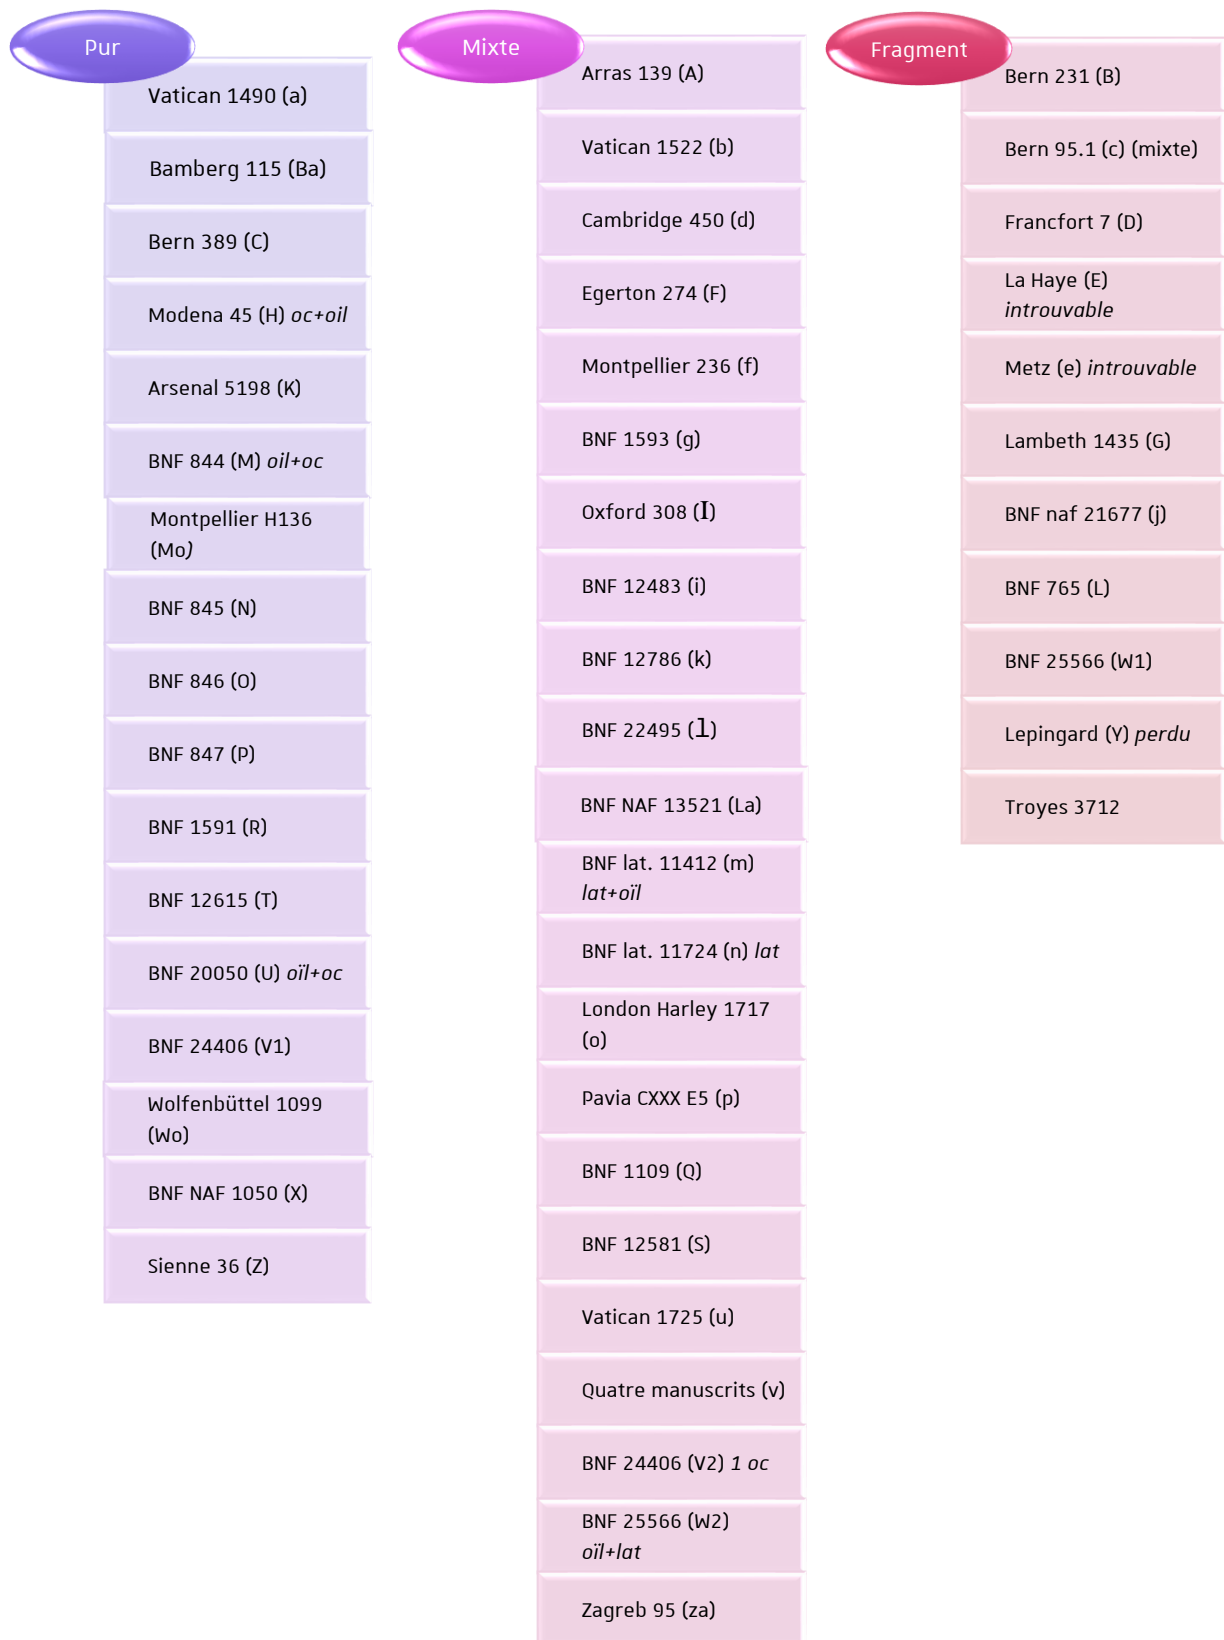 Pur
Vatican 1490 (a)
Bamberg 115 (Ba)
Bern 389 (C)
Modena 45 (H) oc+oil
Arsenal 5198 (K)
BNF 844 (M) oil+oc
Montpellier H136
(Mo)
BNF 845 (N)
BNF 846 (O)
BNF 847 (P)
BNF 1591 (R)
BNF 12615 (T)
BNF 20050 (U) oïl+oc
BNF 24406 (V1)
Wolfenbüttel 1099
(Wo)
BNF NAF 1050 (X)
Sienne 36 (Z)
Mixte
Arras 139 (A)
Vatican 1522 (b)
Cambridge 450 (d)
Egerton 274 (F)
Montpellier 236 (f)
BNF 1593 (g)
Oxford 308 (I)
BNF 12483 (i)
BNF 12786 (k)
BNF 22495 (l)
BNF NAF 13521 (La)
BNF lat. 11412 (m)
lat+oïl
BNF lat. 11724 (n) lat
London Harley 1717
(o)
Pavia CXXX E5 (p)
BNF 1109 (Q)
BNF 12581 (S)
Vatican 1725 (u)
Quatre manuscrits (v)
BNF 24406 (V2) 1 oc
BNF 25566 (W2)
oïl+lat
Zagreb 95 (za)
Fragment
Bern 231 (B)
Bern 95.1 (c) (mixte)
Francfort 7 (D)
La Haye (E)
introuvable
Metz (e) introuvable
Lambeth 1435 (G)
BNF naf 21677 (j)
BNF 765 (L)
BNF 25566 (W1)
Lepingard (Y) perdu
Troyes 3712